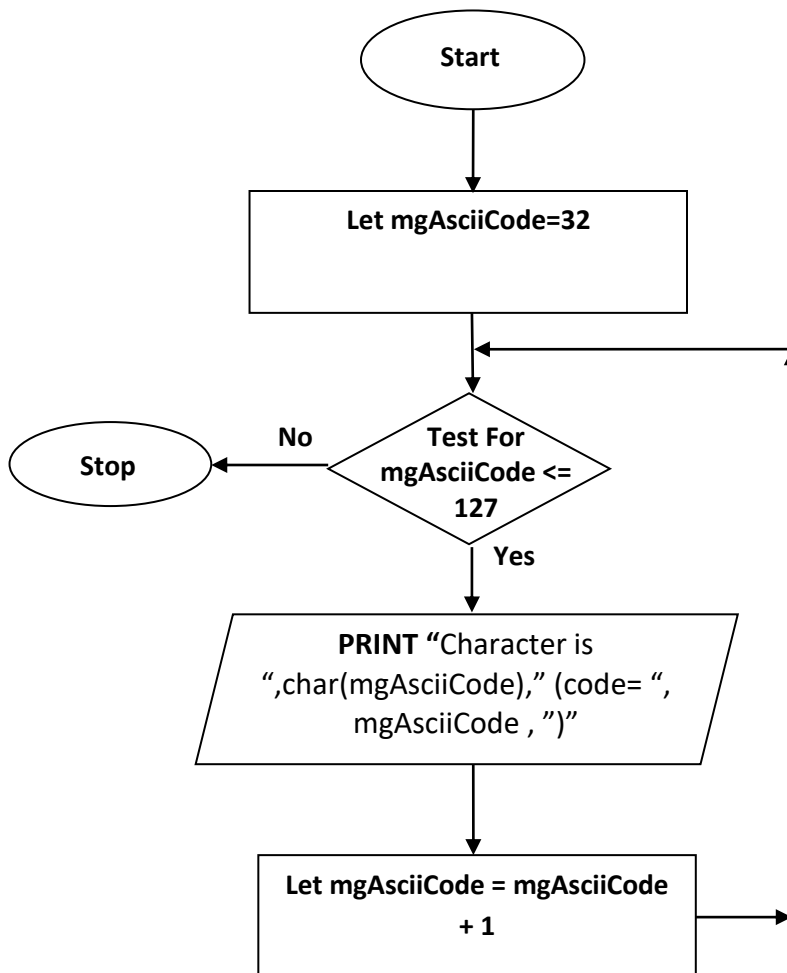 Start
Let mgAsciiCode=32
Test For
mgAsciiCode <=
127
No
Stop
Yes
PRINT “Character is
“,char(mgAsciiCode),” (code= “,
mgAsciiCode , ”)”
Let mgAsciiCode = mgAsciiCode
+ 1